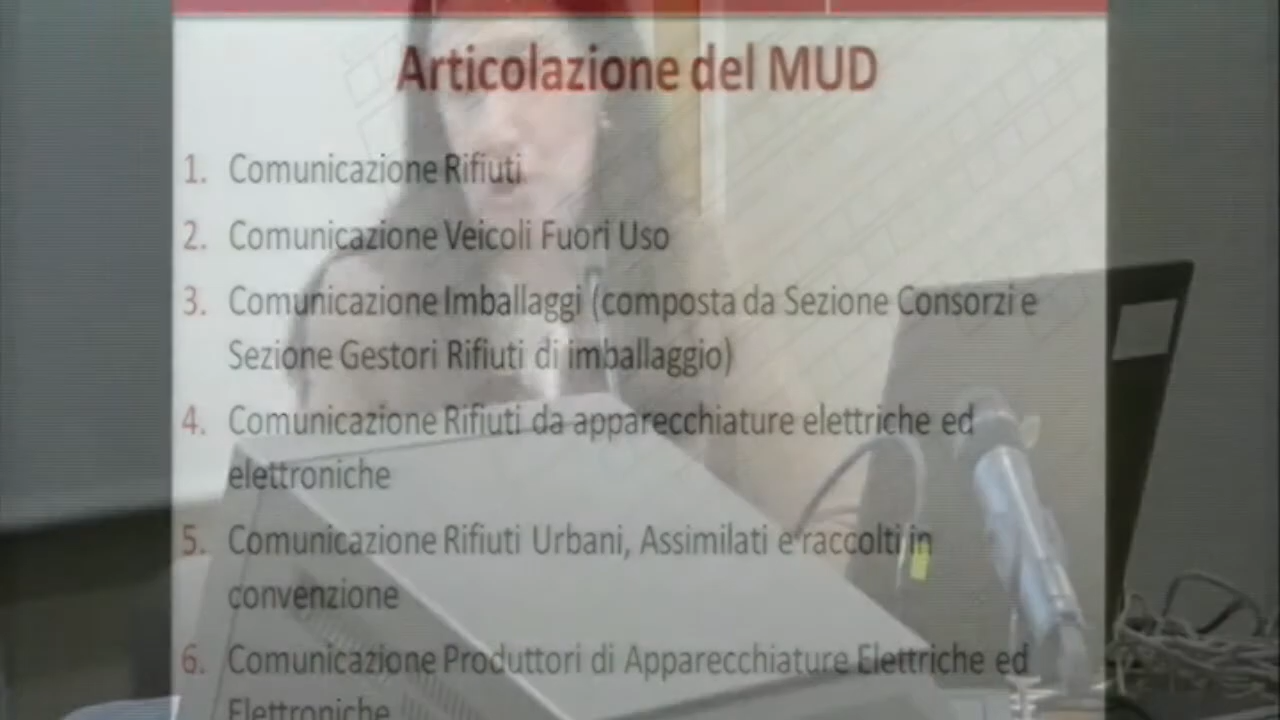 Articolazione del MUD
1. Comunicazione Rifiuti
2. Comunicazione Veicoli Fuori Uso
3. Comunicazione Imballaggi (composta da Sezione Consorzi e
Sezione Gestori Rifiuti di imballaggio)
4. Comunicazione Rifiuti da apparecchiature elettriche ed
elettroniche
5. Comunicazione Rifiuti Urbani, Assimilati e raccolti in
convenzione
6. Comunicazione Produttori di Apparecchiature Elettriche ed
Elettroniche